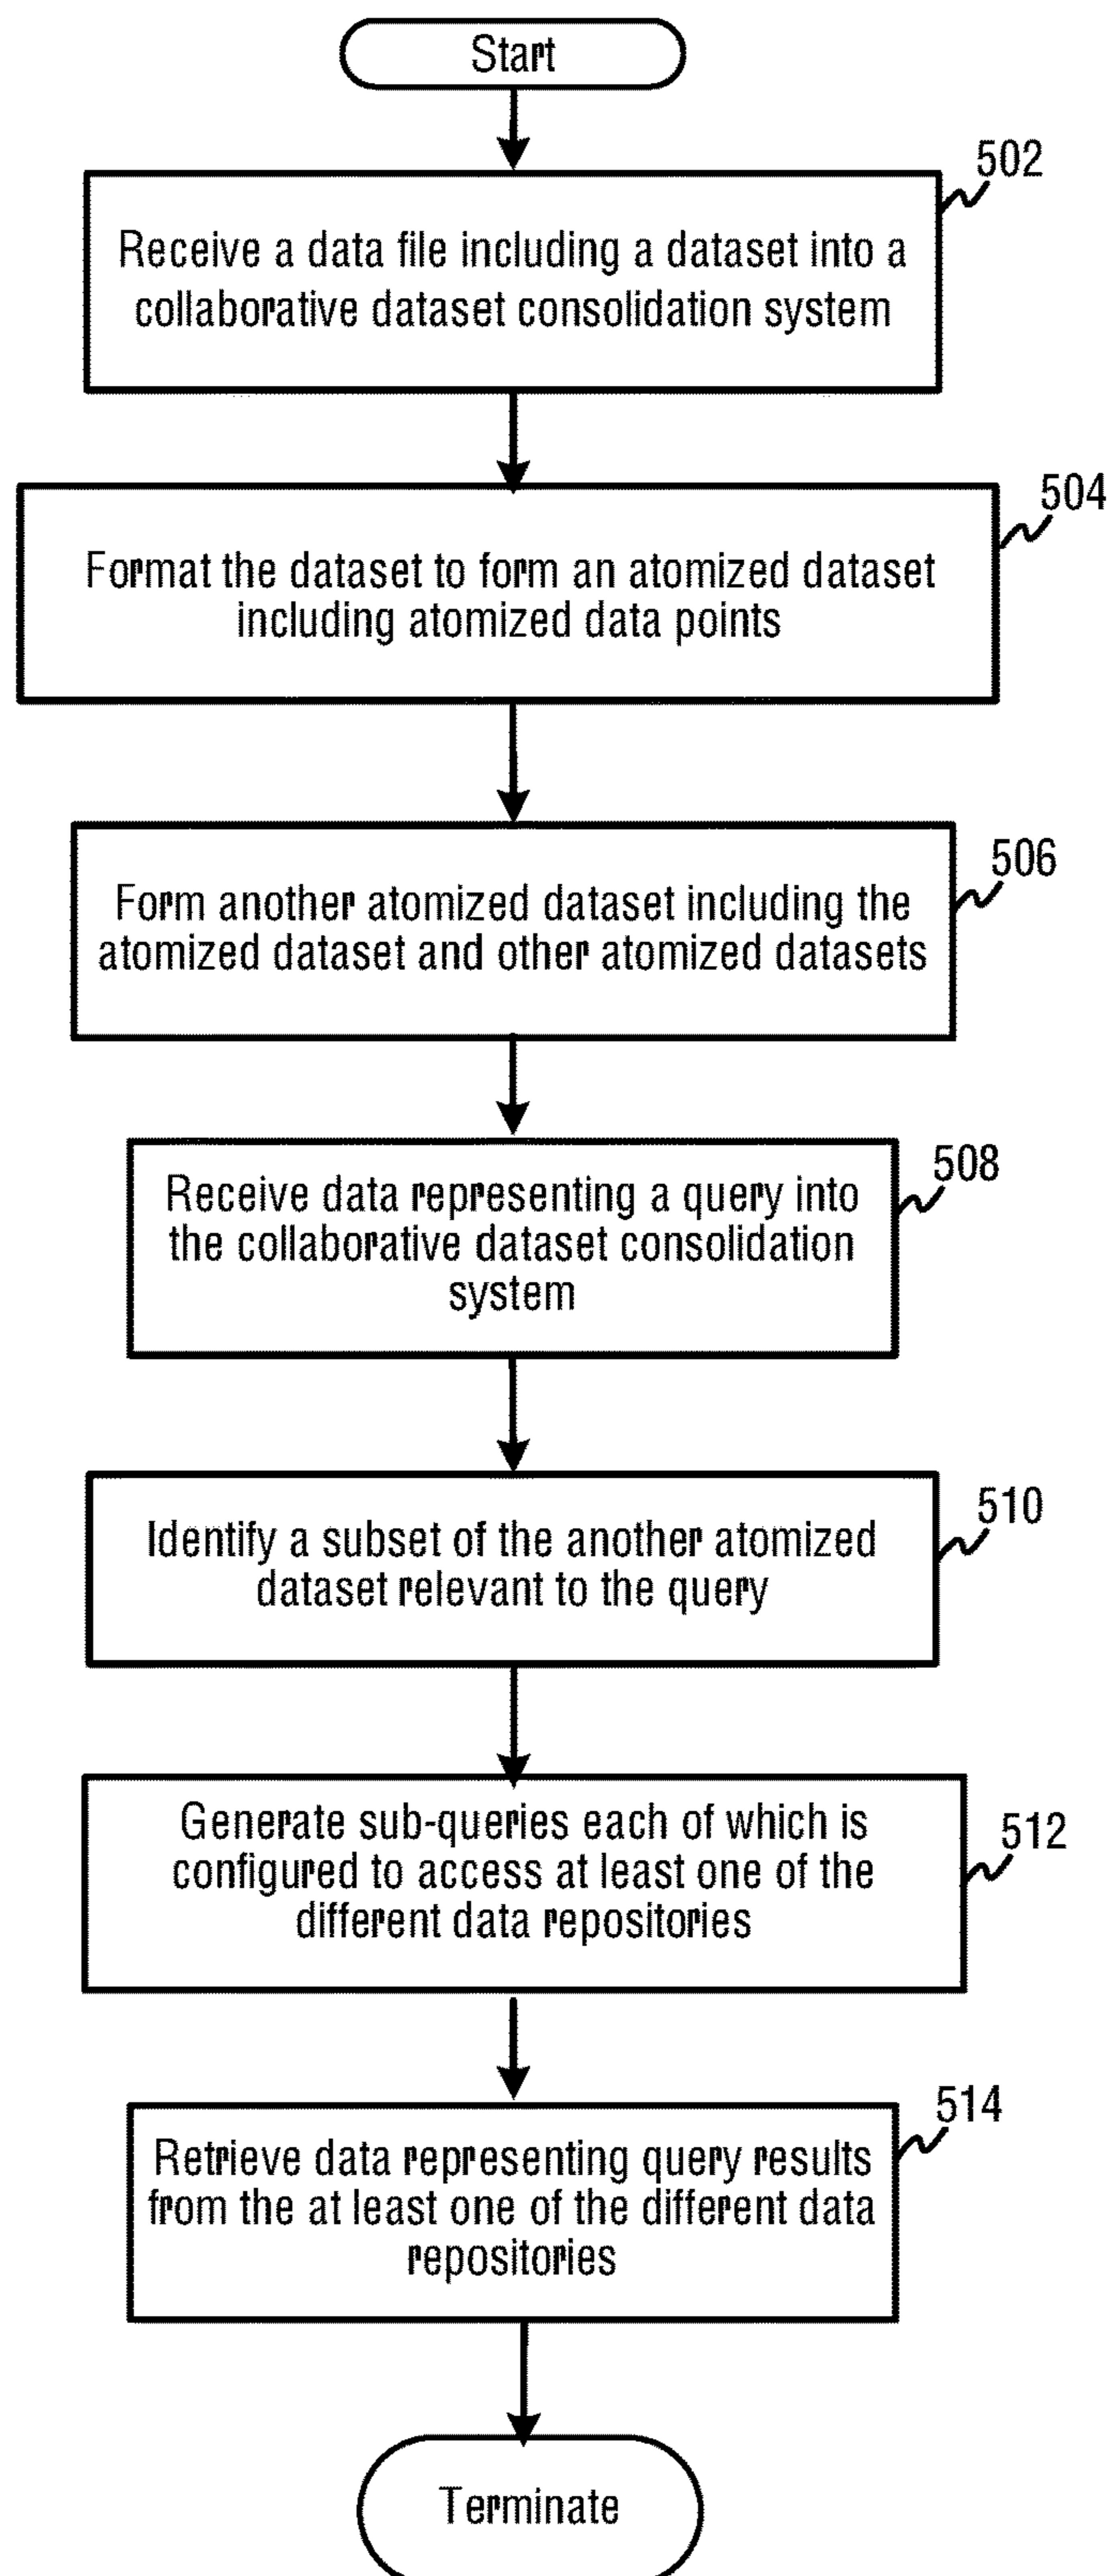 Start
502
Receive a data file including a dataset into a
collaborative dataset consolidation system
504
Format the dataset to form an atomized dataset
including atomized data points
506
Form another atomized dataset including the
atomized dataset and other atomized datasets
508
Receive data representing a query into
the collaborative dataset consolidation
system
510
Identify a subset of the another atomized
dataset relevant to the query
512
Generate sub-queries each of which is
configured to access at least one of the
different data repositories
514
Retrieve data representing query results
from the at least one of the different data
repositories
Terminate